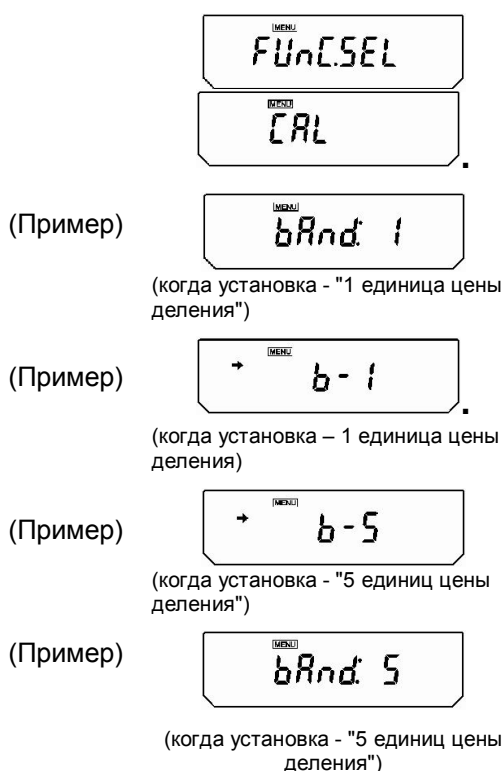 MENU
FUnC.SEL
MENU
CAL
.
(Пример)
MENU
bAnd: 1
(когда установка - "1 единица цены
деления")
(Пример)
➔ MENU
b-1
.
(когда установка – 1 единица цены
деления)
(Пример)
➔ MENU
b-5
(когда установка - "5 единиц цены
деления")
(Пример)
MENU
bAnd: 5
(когда установка - "5 единиц цены
деления")